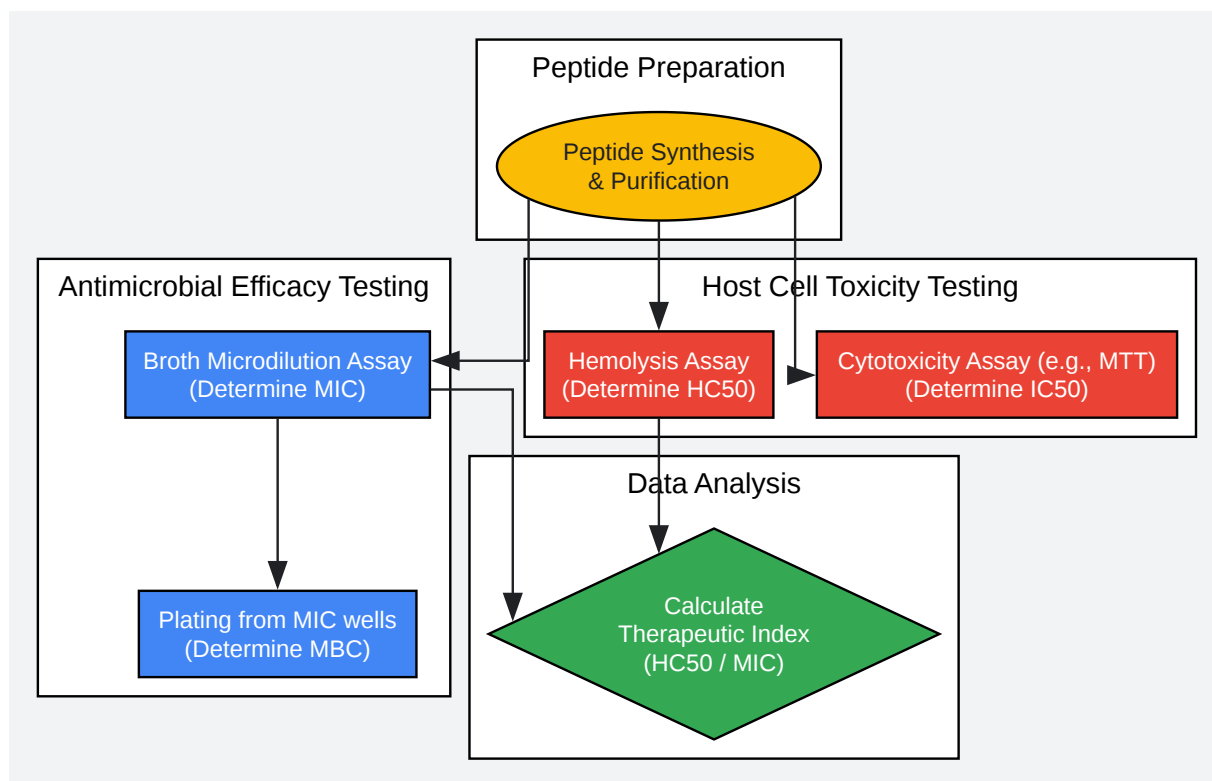 Peptide Preparation
Peptide Synthesis
& Purification
Antimicrobial Efficacy Testing
Host Cell Toxicity Testing
Broth Microdilution Assay
(Determine MIC)
Hemolysis Assay
(Determine HC50)
Cytotoxicity Assay (e.g., MTT)
(Determine IC50)
Data Analysis
Plating from MIC wells
(Determine MBC)
Calculate
Therapeutic Index
(HC50 / MIC)